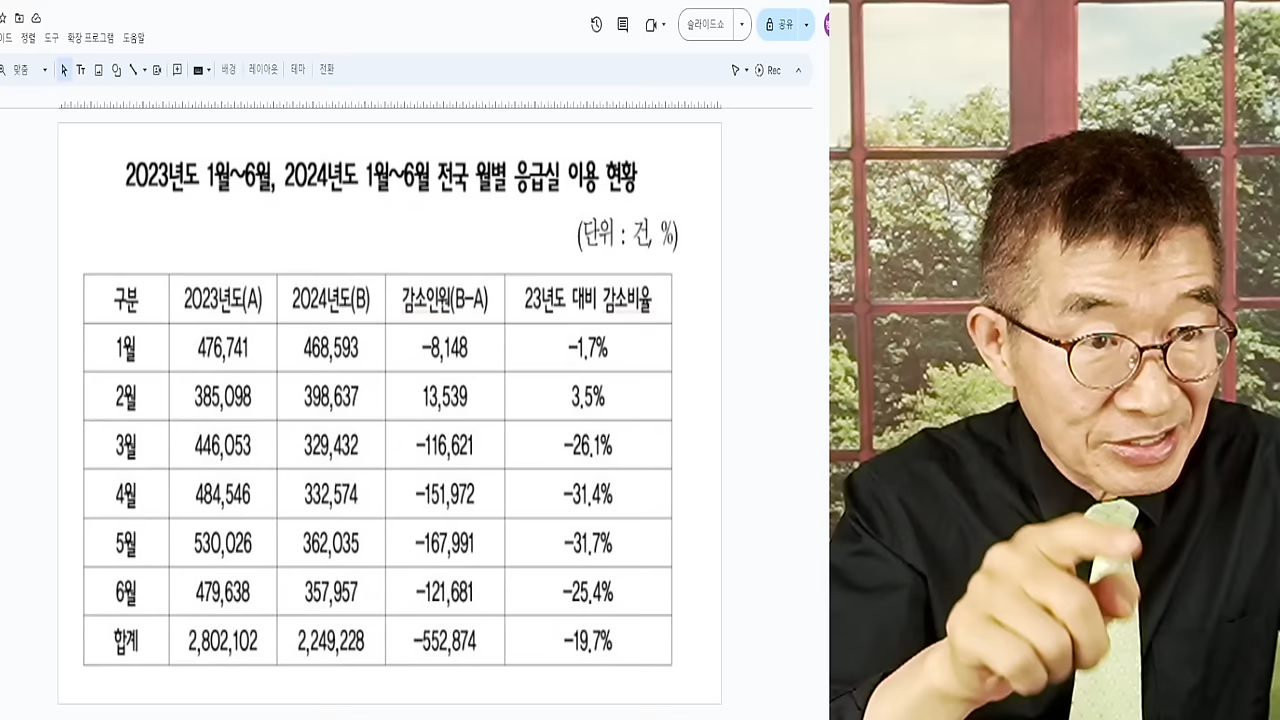 정렬 도구 확장 프로그램 도움말
슬라이드쇼
공유
맞춤
배경 레이아웃 테마 전환
Rec
2023년도 1월~6월, 2024년도 1월~6월 전국 월별 응급실 이용 현황
(단위 : 건, %)
구분 2023년도(A) 2024년도(B) 감소인원(B-A) 23년도 대비 감소비율
1월 476,741 468,593 -8,148 -1.7%
2월 385,098 398,637 13,539 3.5%
3월 446,053 329,432 -116,621 -26.1%
4월 484,546 332,574 -151,972 -31.4%
5월 530,026 362,035 -167,991 -31.7%
6월 479,638 357,957 -121,681 -25.4%
합계 2,802,102 2,249,228 -552,874 -19.7%